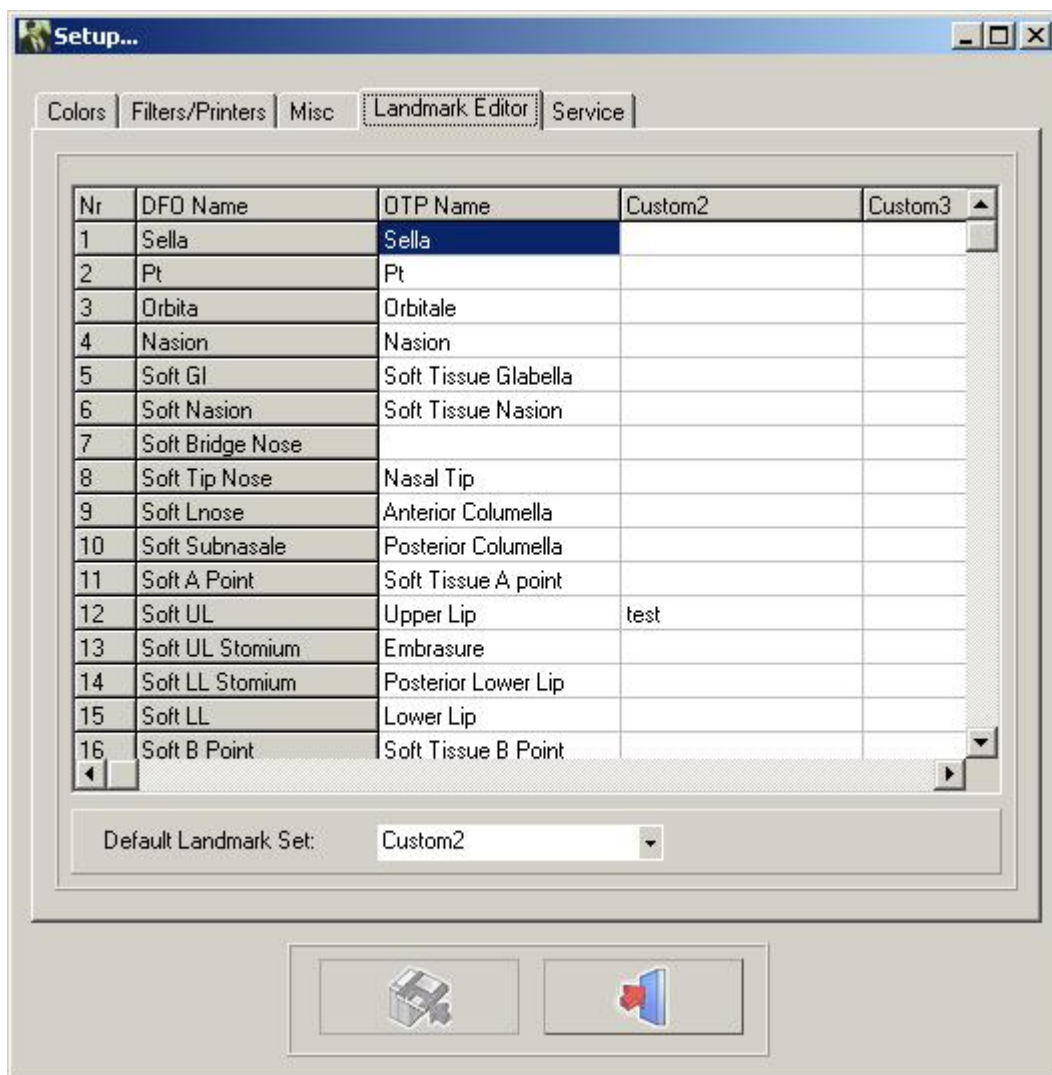 Setup...
Colors Filters/Printers Misc Landmark Editor Service
Nr DFO Name OTP Name Custom2 Custom3
1 Sella Sella
2 Pt Pt
3 Orbita Orbitale
4 Nasion Nasion
5 Soft Gl Soft Tissue Glabella
6 Soft Nasion Soft Tissue Nasion
7 Soft Bridge Nose
8 Soft Tip Nose Nasal Tip
9 Soft Lnose Anterior Columella
10 Soft Subnasale Posterior Columella
11 Soft A Point Soft Tissue A point
12 Soft UL Upper Lip test
13 Soft UL Stomium Embrasure
14 Soft LL Stomium Posterior Lower Lip
15 Soft LL Lower Lip
16 Soft B Point Soft Tissue B Point
Default Landmark Set: Custom2